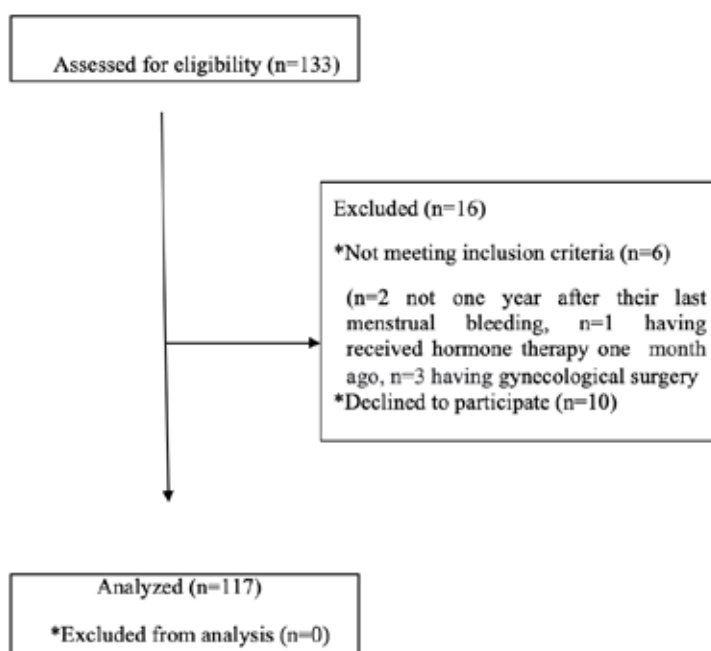 Assessed for eligibility (n=133)
Excluded (n=16)
*Not meeting inclusion criteria (n=6)
(n=2 not one year after their last
menstrual bleeding, n=1 having
received hormone therapy one month
ago, n=3 having gynecological surgery
*Declined to participate (n=10)
Analyzed (n=117)
*Excluded from analysis (n=0)